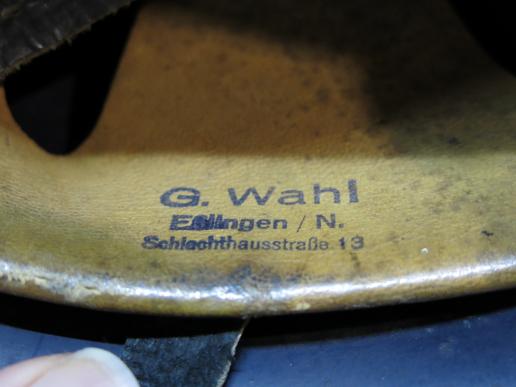 G. Wahl
Eßlingen / N.
Schlachthausstraße 13